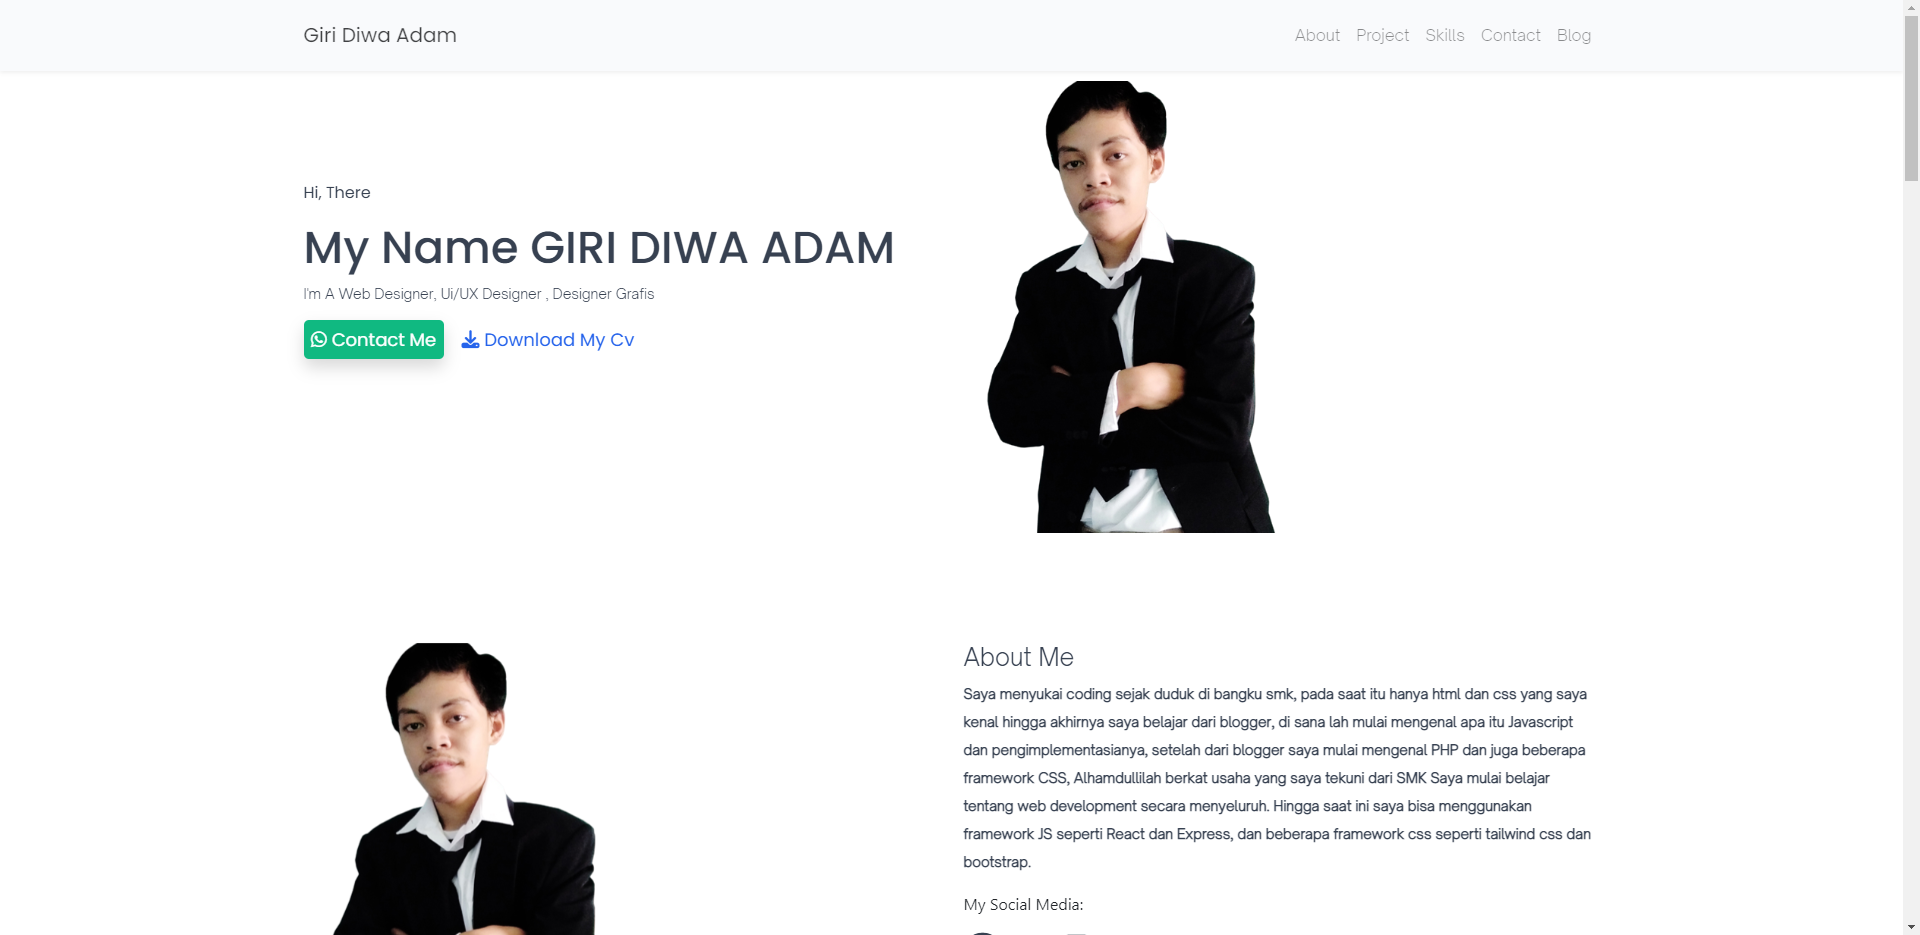 Giri Diwa Adam
About Project Skills Contact Blog
Hi, There
My Name GIRI DIWA ADAM
I'm A Web Designer, Ui/UX Designer , Designer Grafis
Contact Me Download My Cv
About Me
Saya menyukai coding sejak duduk di bangku smk, pada saat itu hanya html dan css yang saya
kenal hingga akhirnya saya belajar dari blogger, di sana lah mulai mengenal apa itu Javascript
dan pengimplementasianya, setelah dari blogger saya mulai mengenal PHP dan juga beberapa
framework CSS, Alhamdullilah berkat usaha yang saya tekuni dari SMK Saya mulai belajar
tentang web development secara menyeluruh. Hingga saat ini saya bisa menggunakan
framework JS seperti React dan Express, dan beberapa framework css seperti tailwind css dan
bootstrap.
My Social Media: